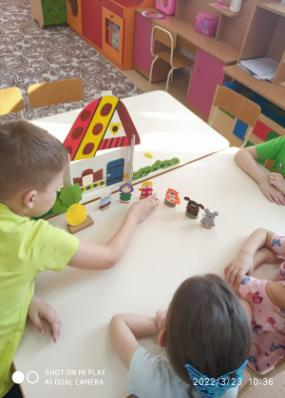 SHOT ON MI PLAY
AI DUAL CAMERA
2022/3/23 10:36